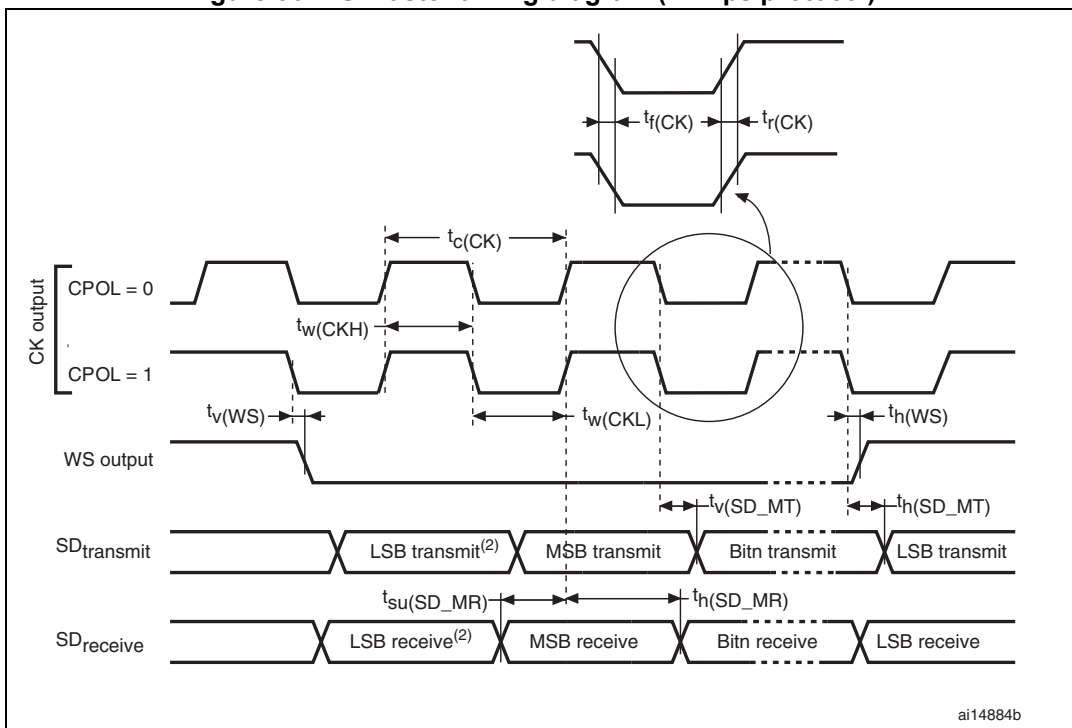 tf(CK)
tr(CK)
tc(CK)
CK output
CPOL = 0
tw(CKH)
CPOL = 1
tv(WS)
tw(CKL)
th(WS)
WS output
tv(SD_MT)
th(SD_MT)
SDtransmit
LSB transmit(2)
MSB transmit
Bitn transmit
LSB transmit
tsu(SD_MR)
th(SD_MR)
SDreceive
LSB receive(2)
MSB receive
Bitn receive
LSB receive
ai14884b